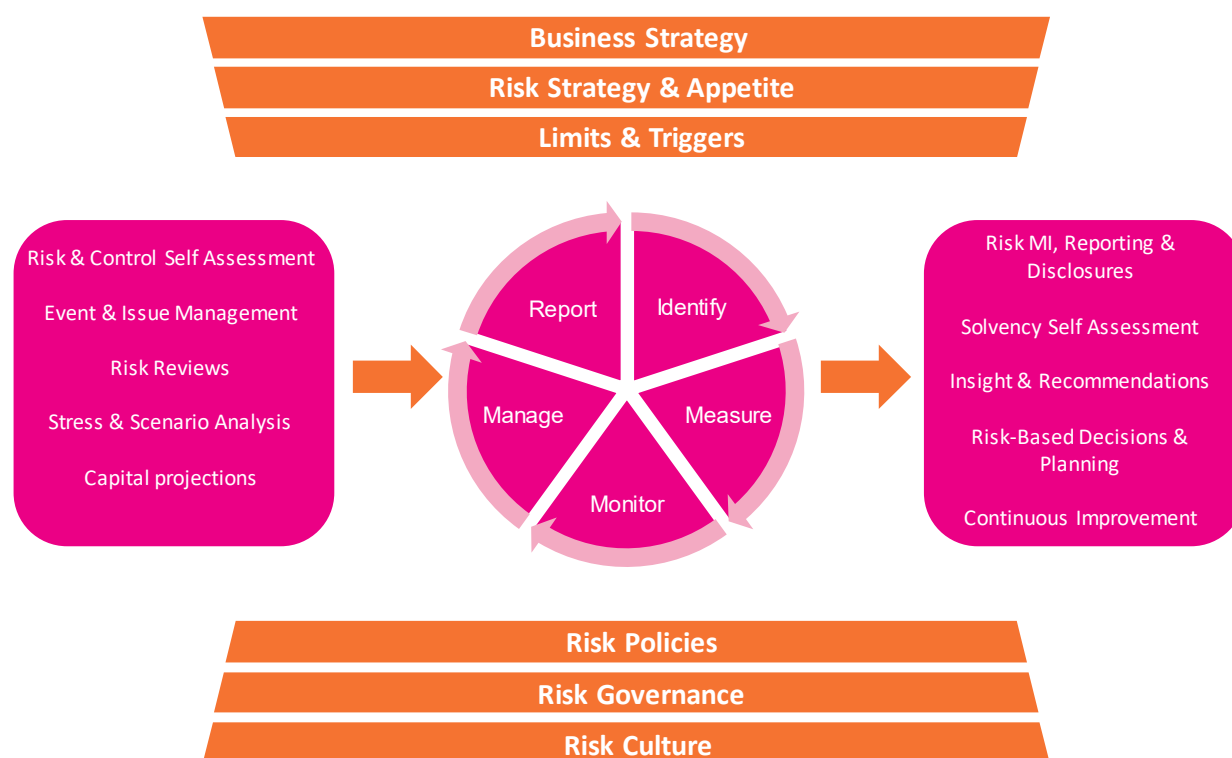 Business Strategy
Risk Strategy & Appetite
Limits & Triggers
Risk & Control Self Assessment
Event & Issue Management
Risk Reviews
Stress & Scenario Analysis
Capital projections
Report
Identify
Manage
Measure
Monitor
Risk MI, Reporting &
Disclosures
Solvency Self Assessment
Insight & Recommendations
Risk-Based Decisions &
Planning
Continuous Improvement
Risk Policies
Risk Governance
Risk Culture